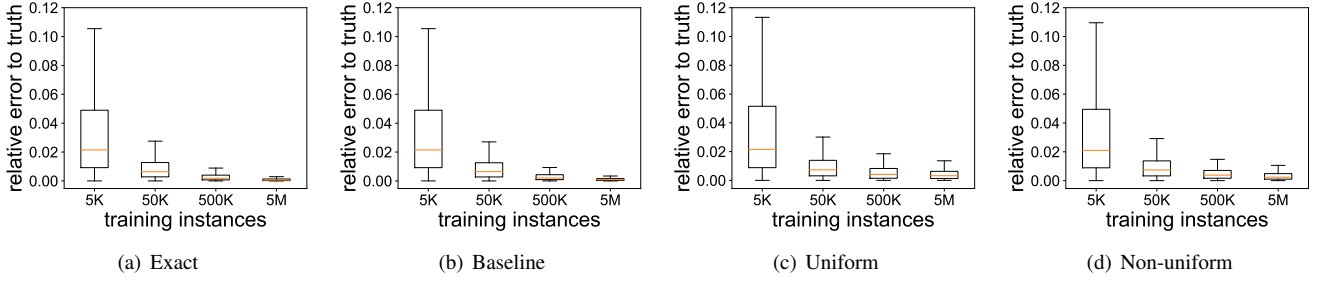 relative error to truth
0.12
0.10
0.08
0.06
0.04
0.02
0.00
5K 50K 500K 5M
training instances
(a) Exact
relative error to truth
0.12
0.10
0.08
0.06
0.04
0.02
0.00
5K 50K 500K 5M
training instances
(b) Baseline
relative error to truth
0.12
0.10
0.08
0.06
0.04
0.02
0.00
5K 50K 500K 5M
training instances
(c) Uniform
relative error to truth
0.12
0.10
0.08
0.06
0.04
0.02
0.00
5K 50K 500K 5M
training instances
(d) Non-uniform